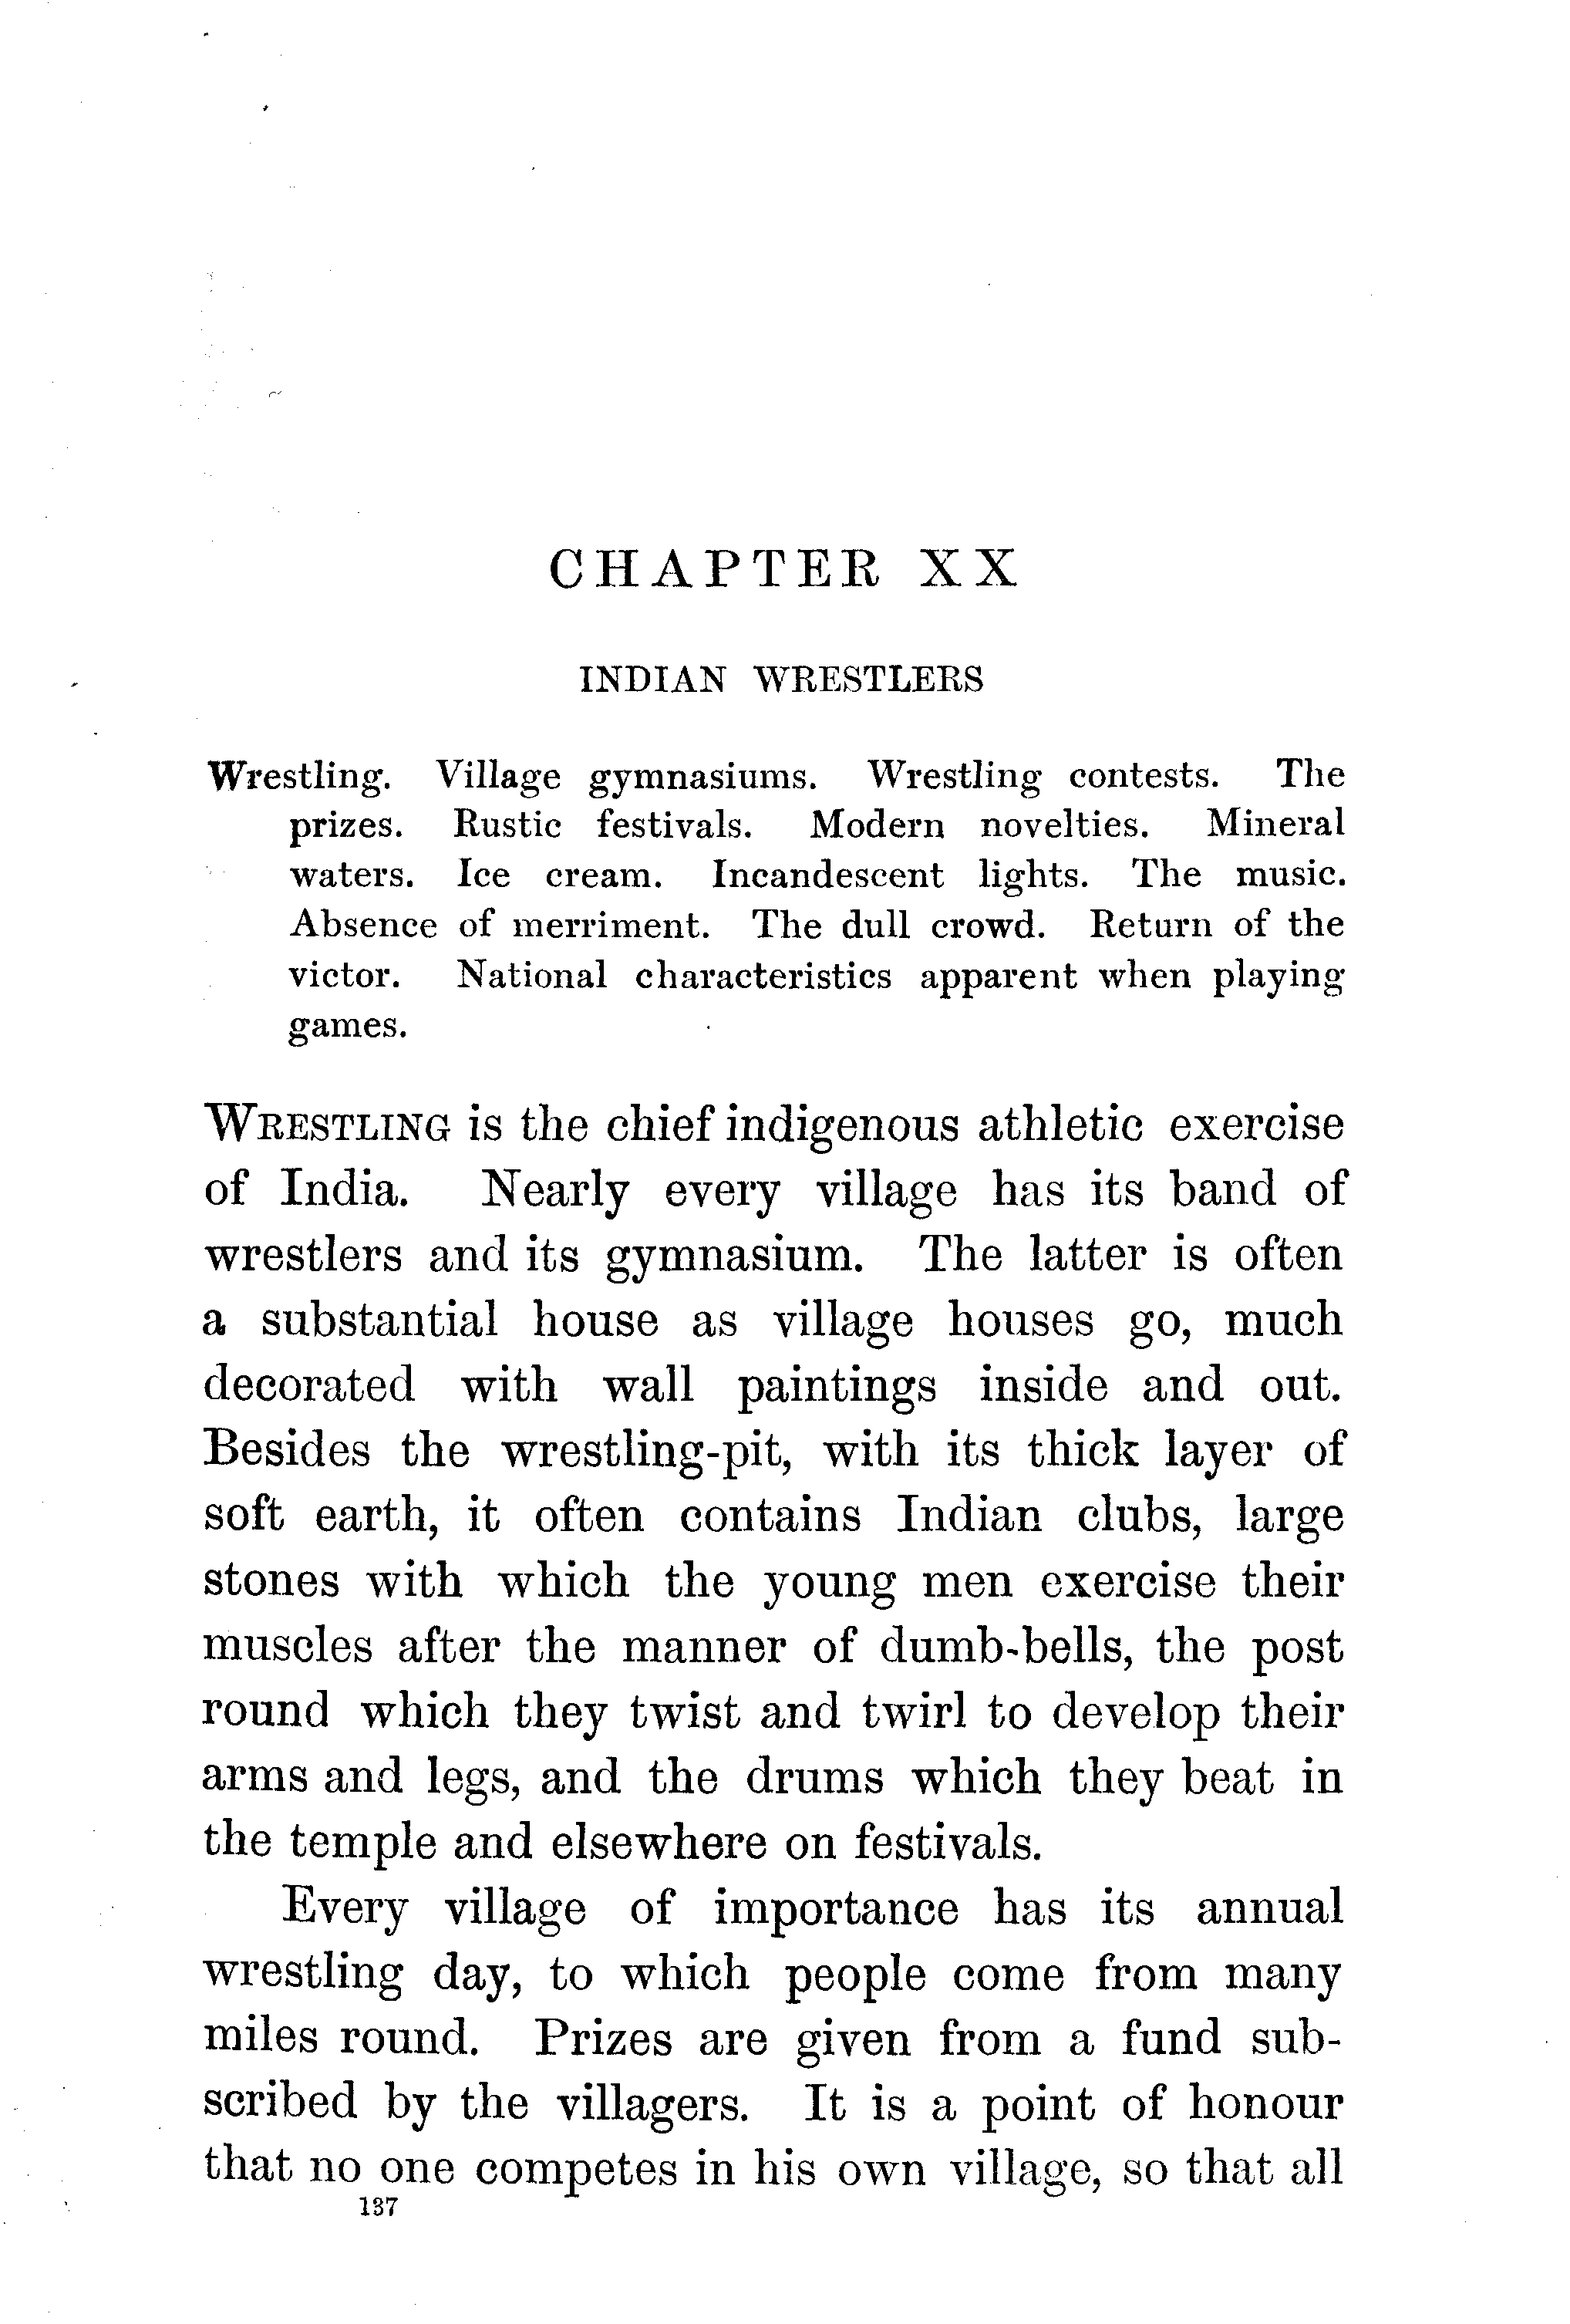 CHAPTER XX
INDIAN WRESTLERS
Wrestling. Village gymnasiums. Wrestling contests. The
prizes. Rustic festivals. Modern novelties. Mineral
waters. Ice cream. Incandescent lights. The music.
Absence of merriment. The dull crowd. Return of the
victor. National characteristics apparent when playing
games.
WRESTLING is the chief indigenous athletic exercise
of India. Nearly every village has its band of
wrestlers and its gymnasium. The latter is often
a substantial house as village houses go, much
decorated with wall paintings inside and out.
Besides the wrestling-pit, with its thick layer of
soft earth, it often contains Indian clubs, large
stones with which the young men exercise their
muscles after the manner of dumb-bells, the post
round which they twist and twirl to develop their
arms and legs, and the drums which they beat in
the temple and elsewhere on festivals.
Every village of importance has its annual
wrestling day, to which people come from many
miles round. Prizes are given from a fund sub-
scribed by the villagers. It is a point of honour
that no one competes in his own village, so that all
137